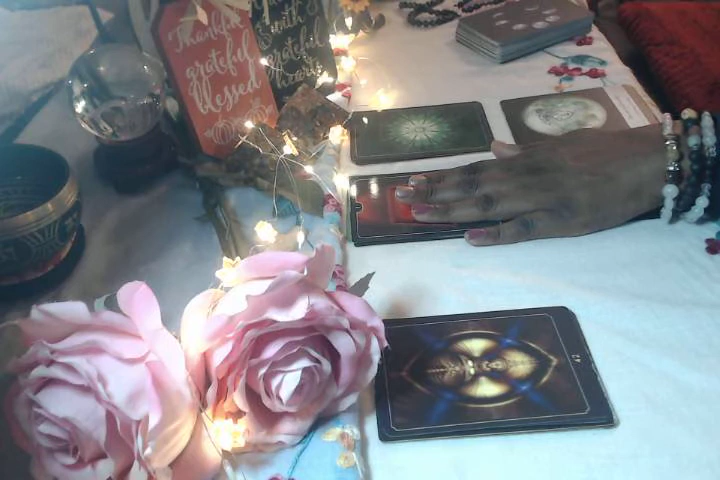 Thankful
grateful
blessed
with
grateful
hearts